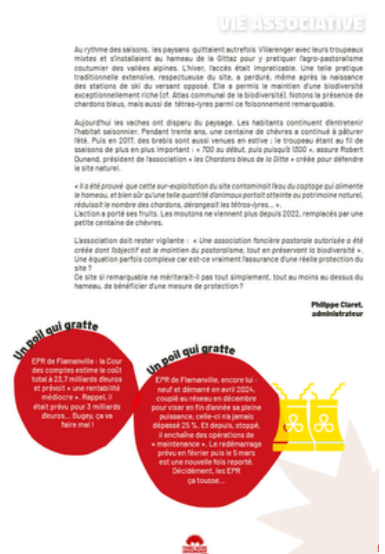 VIE ASSOCIATIVE
Au rythme des saisons, les paysans quittaient autrefois Villarenger avec leurs troupeaux
mixtes et s'installaient au hameau de la Gittaz pour y pratiquer l'agro-pastoralisme
coutumier des vallées alpines. L'hiver, l'accès était impraticable. Une telle pratique
traditionnelle extensive, respectueuse du site, a perduré, même après la naissance
des stations de ski du versant opposé. Elle a permis le maintien d'une biodiversité
exceptionnellement riche (cf. Atlas communal de la biodiversité). Notons la présence de
chardons bleus, mais aussi de tétras-lyres parmi ce foisonnement remarquable.
Aujourd'hui les vaches ont disparu du paysage. Les habitants continuent d'entretenir
l'habitat saisonnier. Pendant trente ans, une centaine de chèvres a continué à pâturer
l'été. Puis en 2017, des brebis sont aussi venues en estive ; le troupeau étant au fil de
saisons de plus en plus important : « 700 au début, puis jusqu'à 1300 », assure Robert
Dunand, président de l'association « les Chardons bleus de la Gitte » créée pour défendre
le site naturel.
« Il a été prouvé que cette sur-exploitation du site contaminait l'eau du captage qui alimente
le hameau, et bien sûr qu'une telle quantité d'animaux portait atteinte au patrimoine naturel,
réduisait le nombre des chardons, dérangeait les tétras-lyres... ».
L'action a porté ses fruits. Les moutons ne viennent plus depuis 2022, remplacés par une
petite centaine de chèvres.
L'association doit rester vigilante : « Une association foncière pastorale autorisée a été
créée dont l'objectif est le maintien du pastoralisme, tout en préservant la biodiversité ».
Une équation parfois complexe car est-ce vraiment l'assurance d'une réelle protection du
site ?
Ce site si remarquable ne mériterait-il pas tout simplement, tout au moins au dessus du
hameau, de bénéficier d'une mesure de protection ?
Philippe Claret,
administrateur
Un poil qui gratte
EPR de Flamanville : la Cour
des comptes estime le coût
total à 23,7 milliards d'euros
et prévoit « une rentabilité
médiocre ». Rappel, il
était prévu pour 3 milliards
d'euros... Bugey, ça va
faire mal !
Un poil qui gratte
EPR de Flamanville, encore lui :
neuf et démarré en avril 2024,
couplé au réseau en décembre
pour viser en fin d'année sa pleine
puissance, celle-ci n'a jamais
dépassé 25 %. Et depuis, stoppé,
il enchaîne des opérations de
« maintenance ». Le redémarrage
prévu en février puis le 5 mars
est une nouvelle fois reporté.
Décidément, les EPR
ça tousse...
FRANCE NATURE
ENVIRONNEMENT